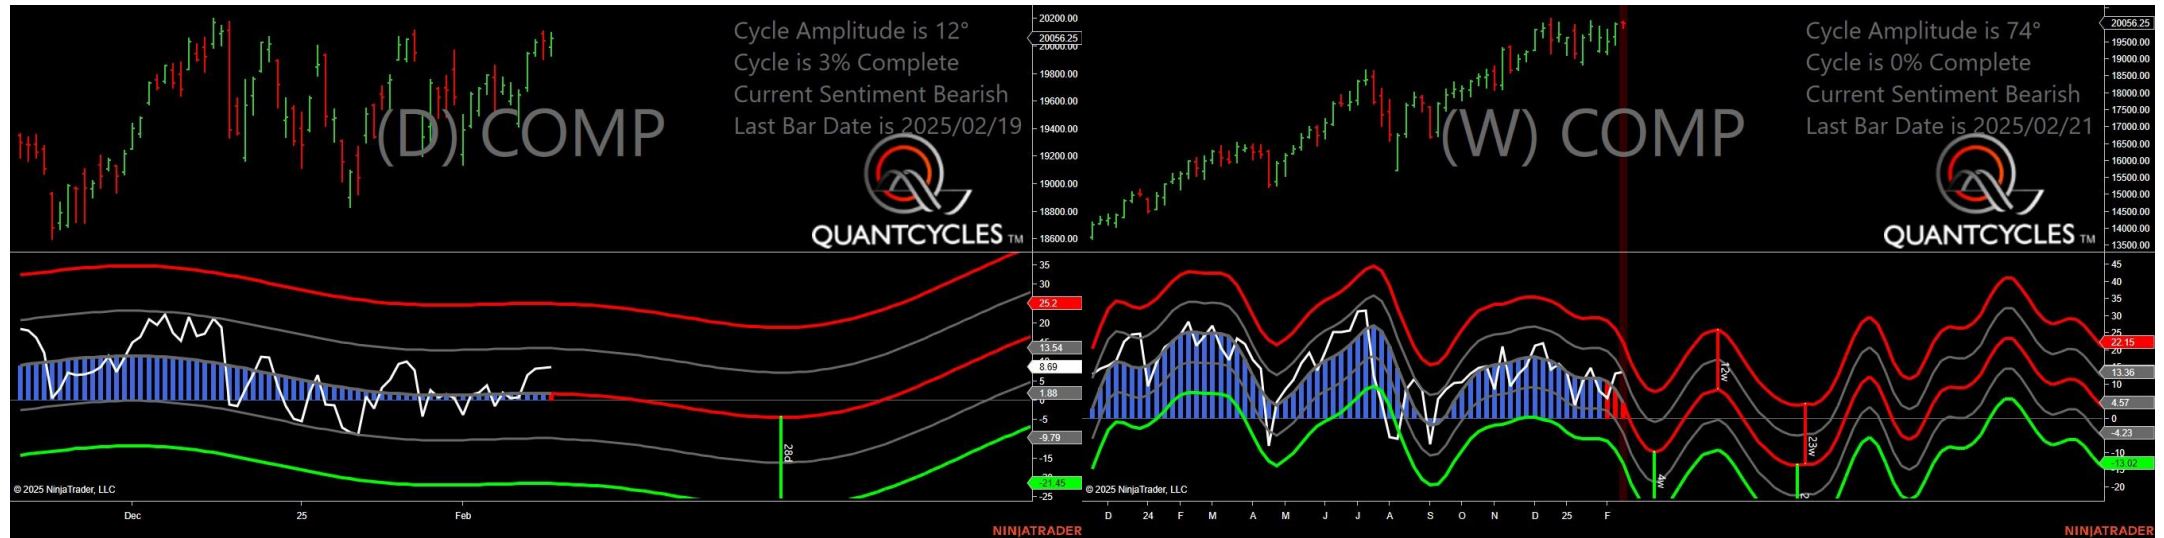 Cycle Amplitude is 12°
Cycle is 3% Complete
Current Sentiment Bearish
Last Bar Date is 2025/02/19
(D) COMP
QUANTCYCLES TM
20200.00
20056.25
20000.00
19800.00
19600.00
19400.00
19200.00
19000.00
18800.00
18600.00
35
30
25.2
20
13.54
8.69
5
1.88
0
-5
-9.79
-15
-21.45
-25
28d
© 2025 NinjaTrader, LLC
Dec
25
Feb
NINJATRADER
Cycle Amplitude is 74°
Cycle is 0% Complete
Current Sentiment Bearish
Last Bar Date is 2025/02/21
(W) COMP
QUANTCYCLES TM
20056.25
19500.00
19000.00
18500.00
18000.00
17500.00
17000.00
16500.00
16000.00
15500.00
15000.00
14500.00
14000.00
13500.00
45
40
35
30
25
22.15
20
13.36
10
4.57
0
-4.23
-10
-13.02
-20
12w
23w
4w
2
© 2025 NinjaTrader, LLC
D
24
F
M
A
M
J
J
A
S
O
N
D
25
F
NINJATRADER